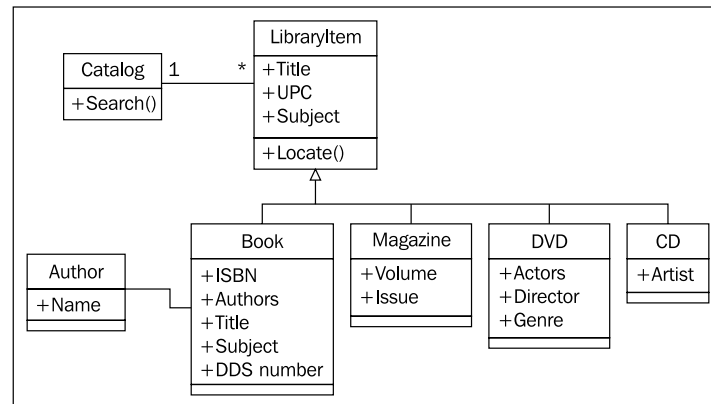 LibraryItem
+Title
+UPC
+Subject
+Locate()
Catalog
+Search()
1
*
Book
+ISBN
+Authors
+Title
+Subject
+DDS number
Magazine
+Volume
+Issue
DVD
+Actors
+Director
+Genre
CD
+Artist
Author
+Name